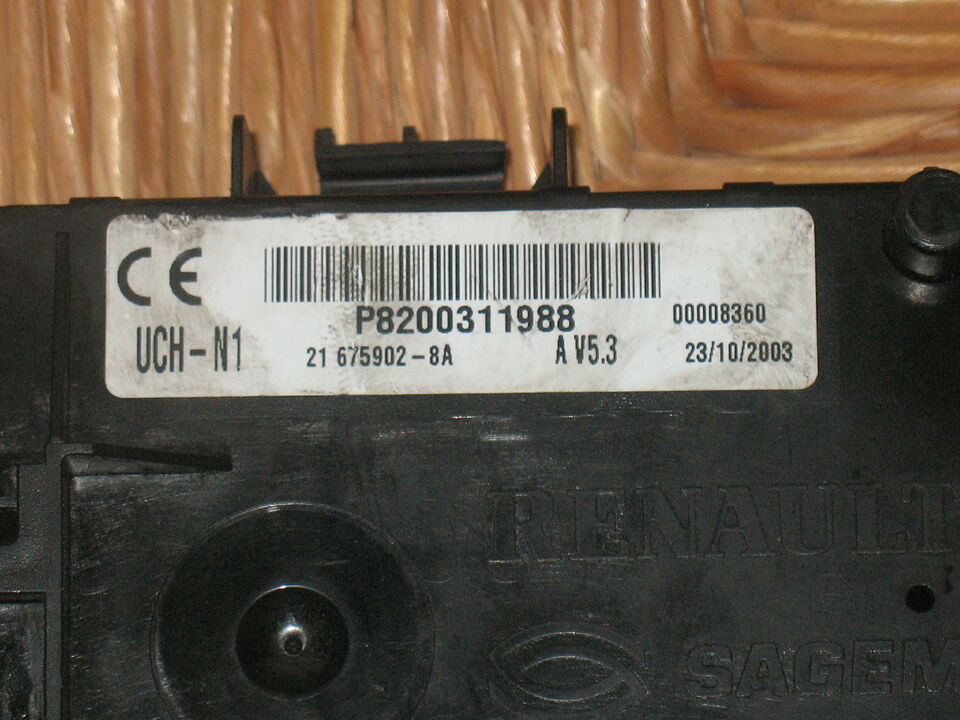 CE
P8200311988
00008360
UCH-N1
21 675902-8A
A V5.3
23/10/2003
RENAULT
SAGEM